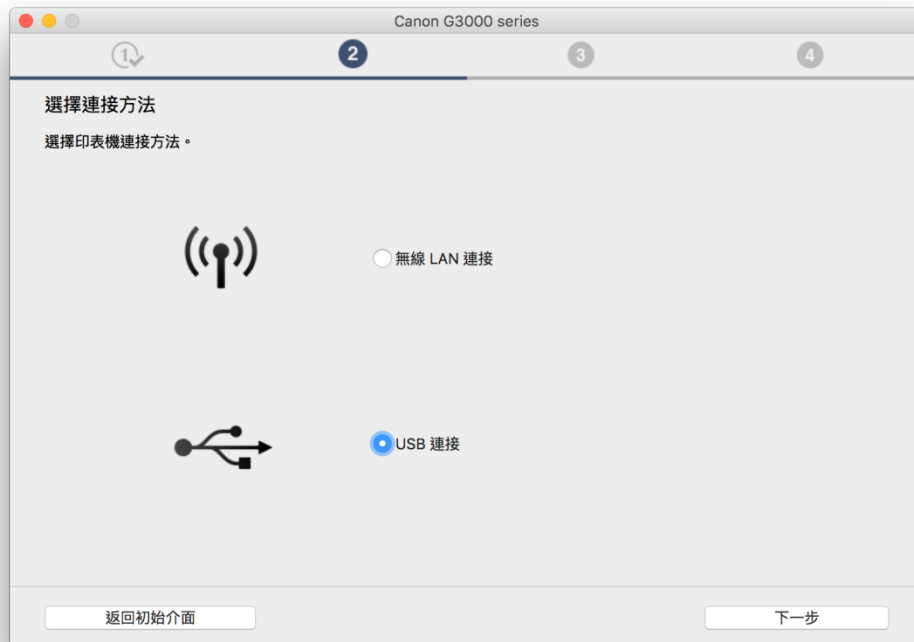 Canon G3000 series
1 2 3 4
選擇連接方法
選擇印表機連接方法。
無線 LAN 連接
USB 連接
返回初始介面 下一步